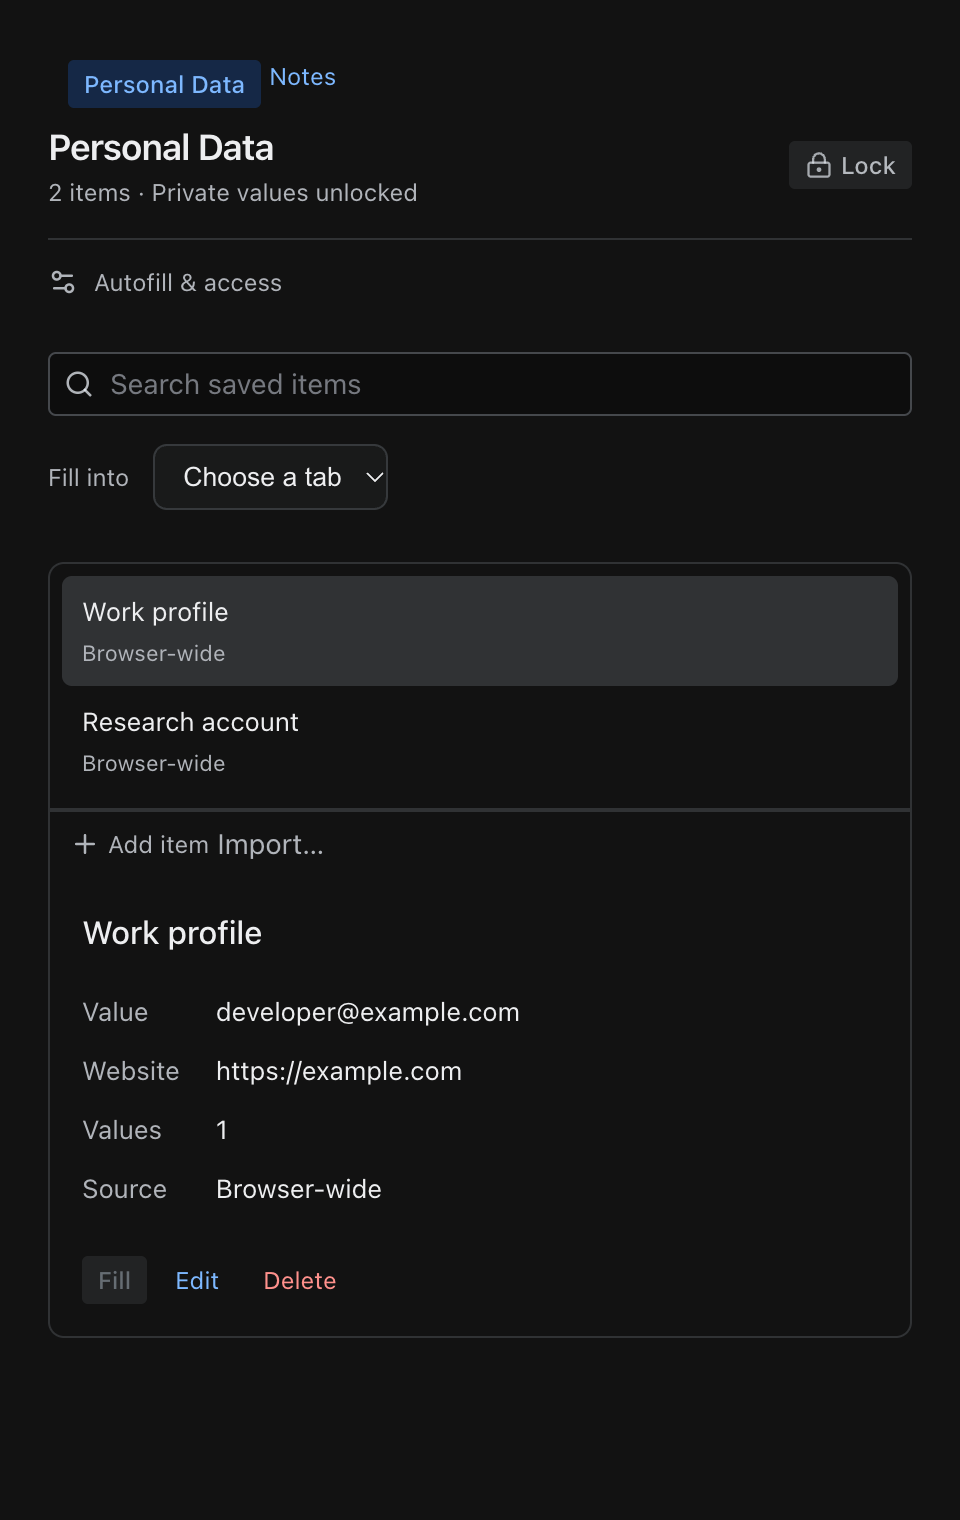 Personal Data Notes
Personal Data
2 items · Private values unlocked
Lock
Autofill & access
Search saved items
Fill into Choose a tab
Work profile
Browser-wide
Research account
Browser-wide
Add item Import...
Work profile
Value developer@example.com
Website https://example.com
Values 1
Source Browser-wide
Fill Edit Delete